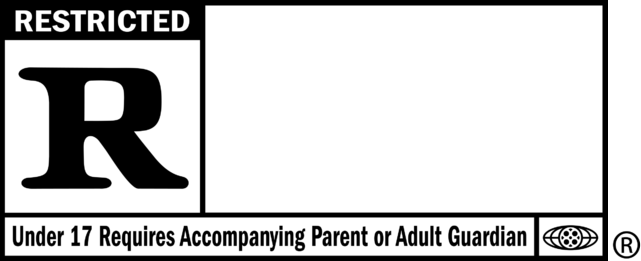 RESTRICTED
R
Under 17 Requires Accompanying Parent or Adult Guardian
®